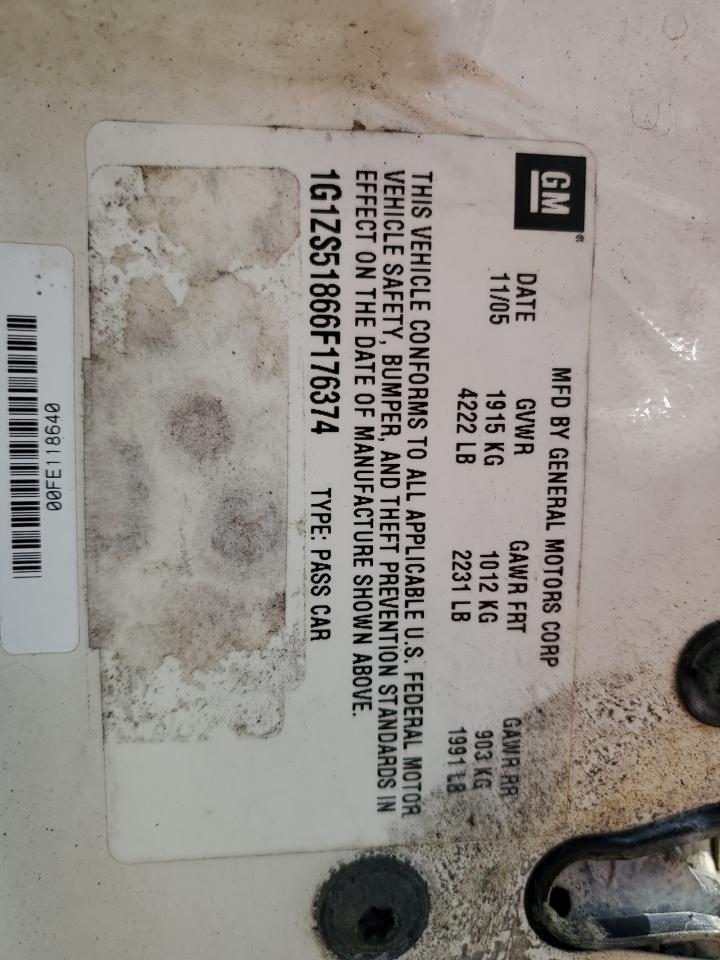 GM®
MFD BY GENERAL MOTORS CORP
DATE GVWR GAWR FRT GAWR RR
11/05 1915 KG 1012 KG 903 KG
4222 LB 2231 LB 1991 LB
THIS VEHICLE CONFORMS TO ALL APPLICABLE U.S. FEDERAL MOTOR
VEHICLE SAFETY, BUMPER, AND THEFT PREVENTION STANDARDS IN
EFFECT ON THE DATE OF MANUFACTURE SHOWN ABOVE.
1G1ZS51866F176374 TYPE: PASS CAR
00FE118640